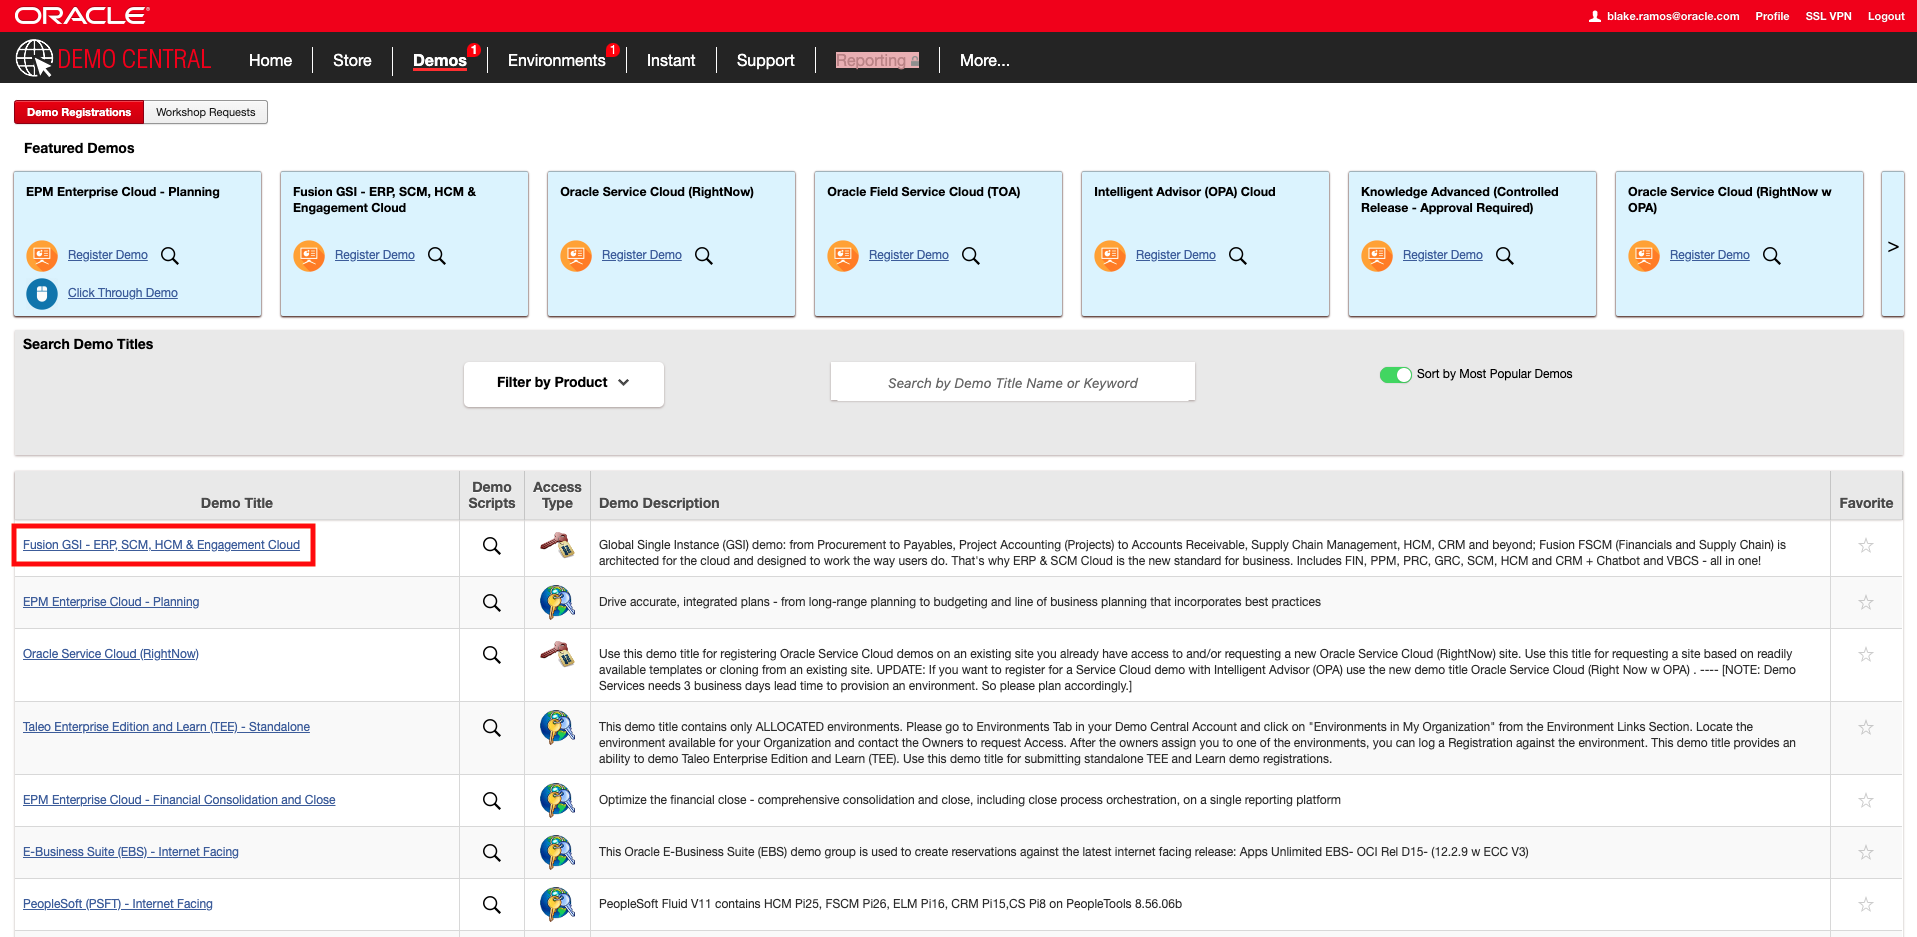 ORACLE
blake.ramos@oracle.com Profile SSL VPN Logout
DEMO CENTRAL Home Store Demos 1 Environments 1 Instant Support Reporting More...
Demo Registrations Workshop Requests
Featured Demos
EPM Enterprise Cloud - Planning
Register Demo
Click Through Demo
Fusion GSI - ERP, SCM, HCM &
Engagement Cloud
Register Demo
Oracle Service Cloud (RightNow)
Register Demo
Oracle Field Service Cloud (TOA)
Register Demo
Intelligent Advisor (OPA) Cloud
Register Demo
Knowledge Advanced (Controlled
Release - Approval Required)
Register Demo
Oracle Service Cloud (RightNow w
OPA)
Register Demo
>
Search Demo Titles
Filter by Product
Search by Demo Title Name or Keyword
Sort by Most Popular Demos
Demo Title
Demo
Scripts
Access
Type
Demo Description
Favorite
Fusion GSI - ERP, SCM, HCM & Engagement Cloud
Global Single Instance (GSI) demo: from Procurement to Payables, Project Accounting (Projects) to Accounts Receivable, Supply Chain Management, HCM, CRM and beyond; Fusion FSCM (Financials and Supply Chain) is
architected for the cloud and designed to work the way users do. That's why ERP & SCM Cloud is the new standard for business. Includes FIN, PPM, PRC, GRC, SCM, HCM and CRM + Chatbot and VBCS - all in one!
EPM Enterprise Cloud - Planning
Drive accurate, integrated plans - from long-range planning to budgeting and line of business planning that incorporates best practices
Oracle Service Cloud (RightNow)
Use this demo title for registering Oracle Service Cloud demos on an existing site you already have access to and/or requesting a new Oracle Service Cloud (RightNow) site. Use this title for requesting a site based on readily
available templates or cloning from an existing site. UPDATE: If you want to register for a Service Cloud demo with Intelligent Advisor (OPA) use the new demo title Oracle Service Cloud (Right Now w OPA) . ---- [NOTE: Demo
Services needs 3 business days lead time to provision an environment. So please plan accordingly.]
Taleo Enterprise Edition and Learn (TEE) - Standalone
This demo title contains only ALLOCATED environments. Please go to Environments Tab in your Demo Central Account and click on "Environments in My Organization" from the Environment Links Section. Locate the
environment available for your Organization and contact the Owners to request Access. After the owners assign you to one of the environments, you can log a Registration against the environment. This demo title provides an
ability to demo Taleo Enterprise Edition and Learn (TEE). Use this demo title for submitting standalone TEE and Learn demo registrations.
EPM Enterprise Cloud - Financial Consolidation and Close
Optimize the financial close - comprehensive consolidation and close, including close process orchestration, on a single reporting platform
E-Business Suite (EBS) - Internet Facing
This Oracle E-Business Suite (EBS) demo group is used to create reservations against the latest internet facing release: Apps Unlimited EBS- OCI Rel D15- (12.2.9 w ECC V3)
PeopleSoft (PSFT) - Internet Facing
PeopleSoft Fluid V11 contains HCM Pi25, FSCM Pi26, ELM Pi16, CRM Pi15,CS Pi8 on PeopleTools 8.56.06b